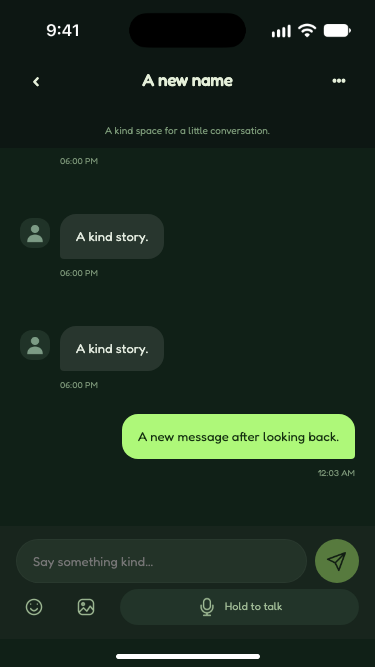 9:41
A new name
A kind space for a little conversation.
06:00 PM
A kind story.
06:00 PM
A kind story.
06:00 PM
A new message after looking back.
12:03 AM
Say something kind...
Hold to talk